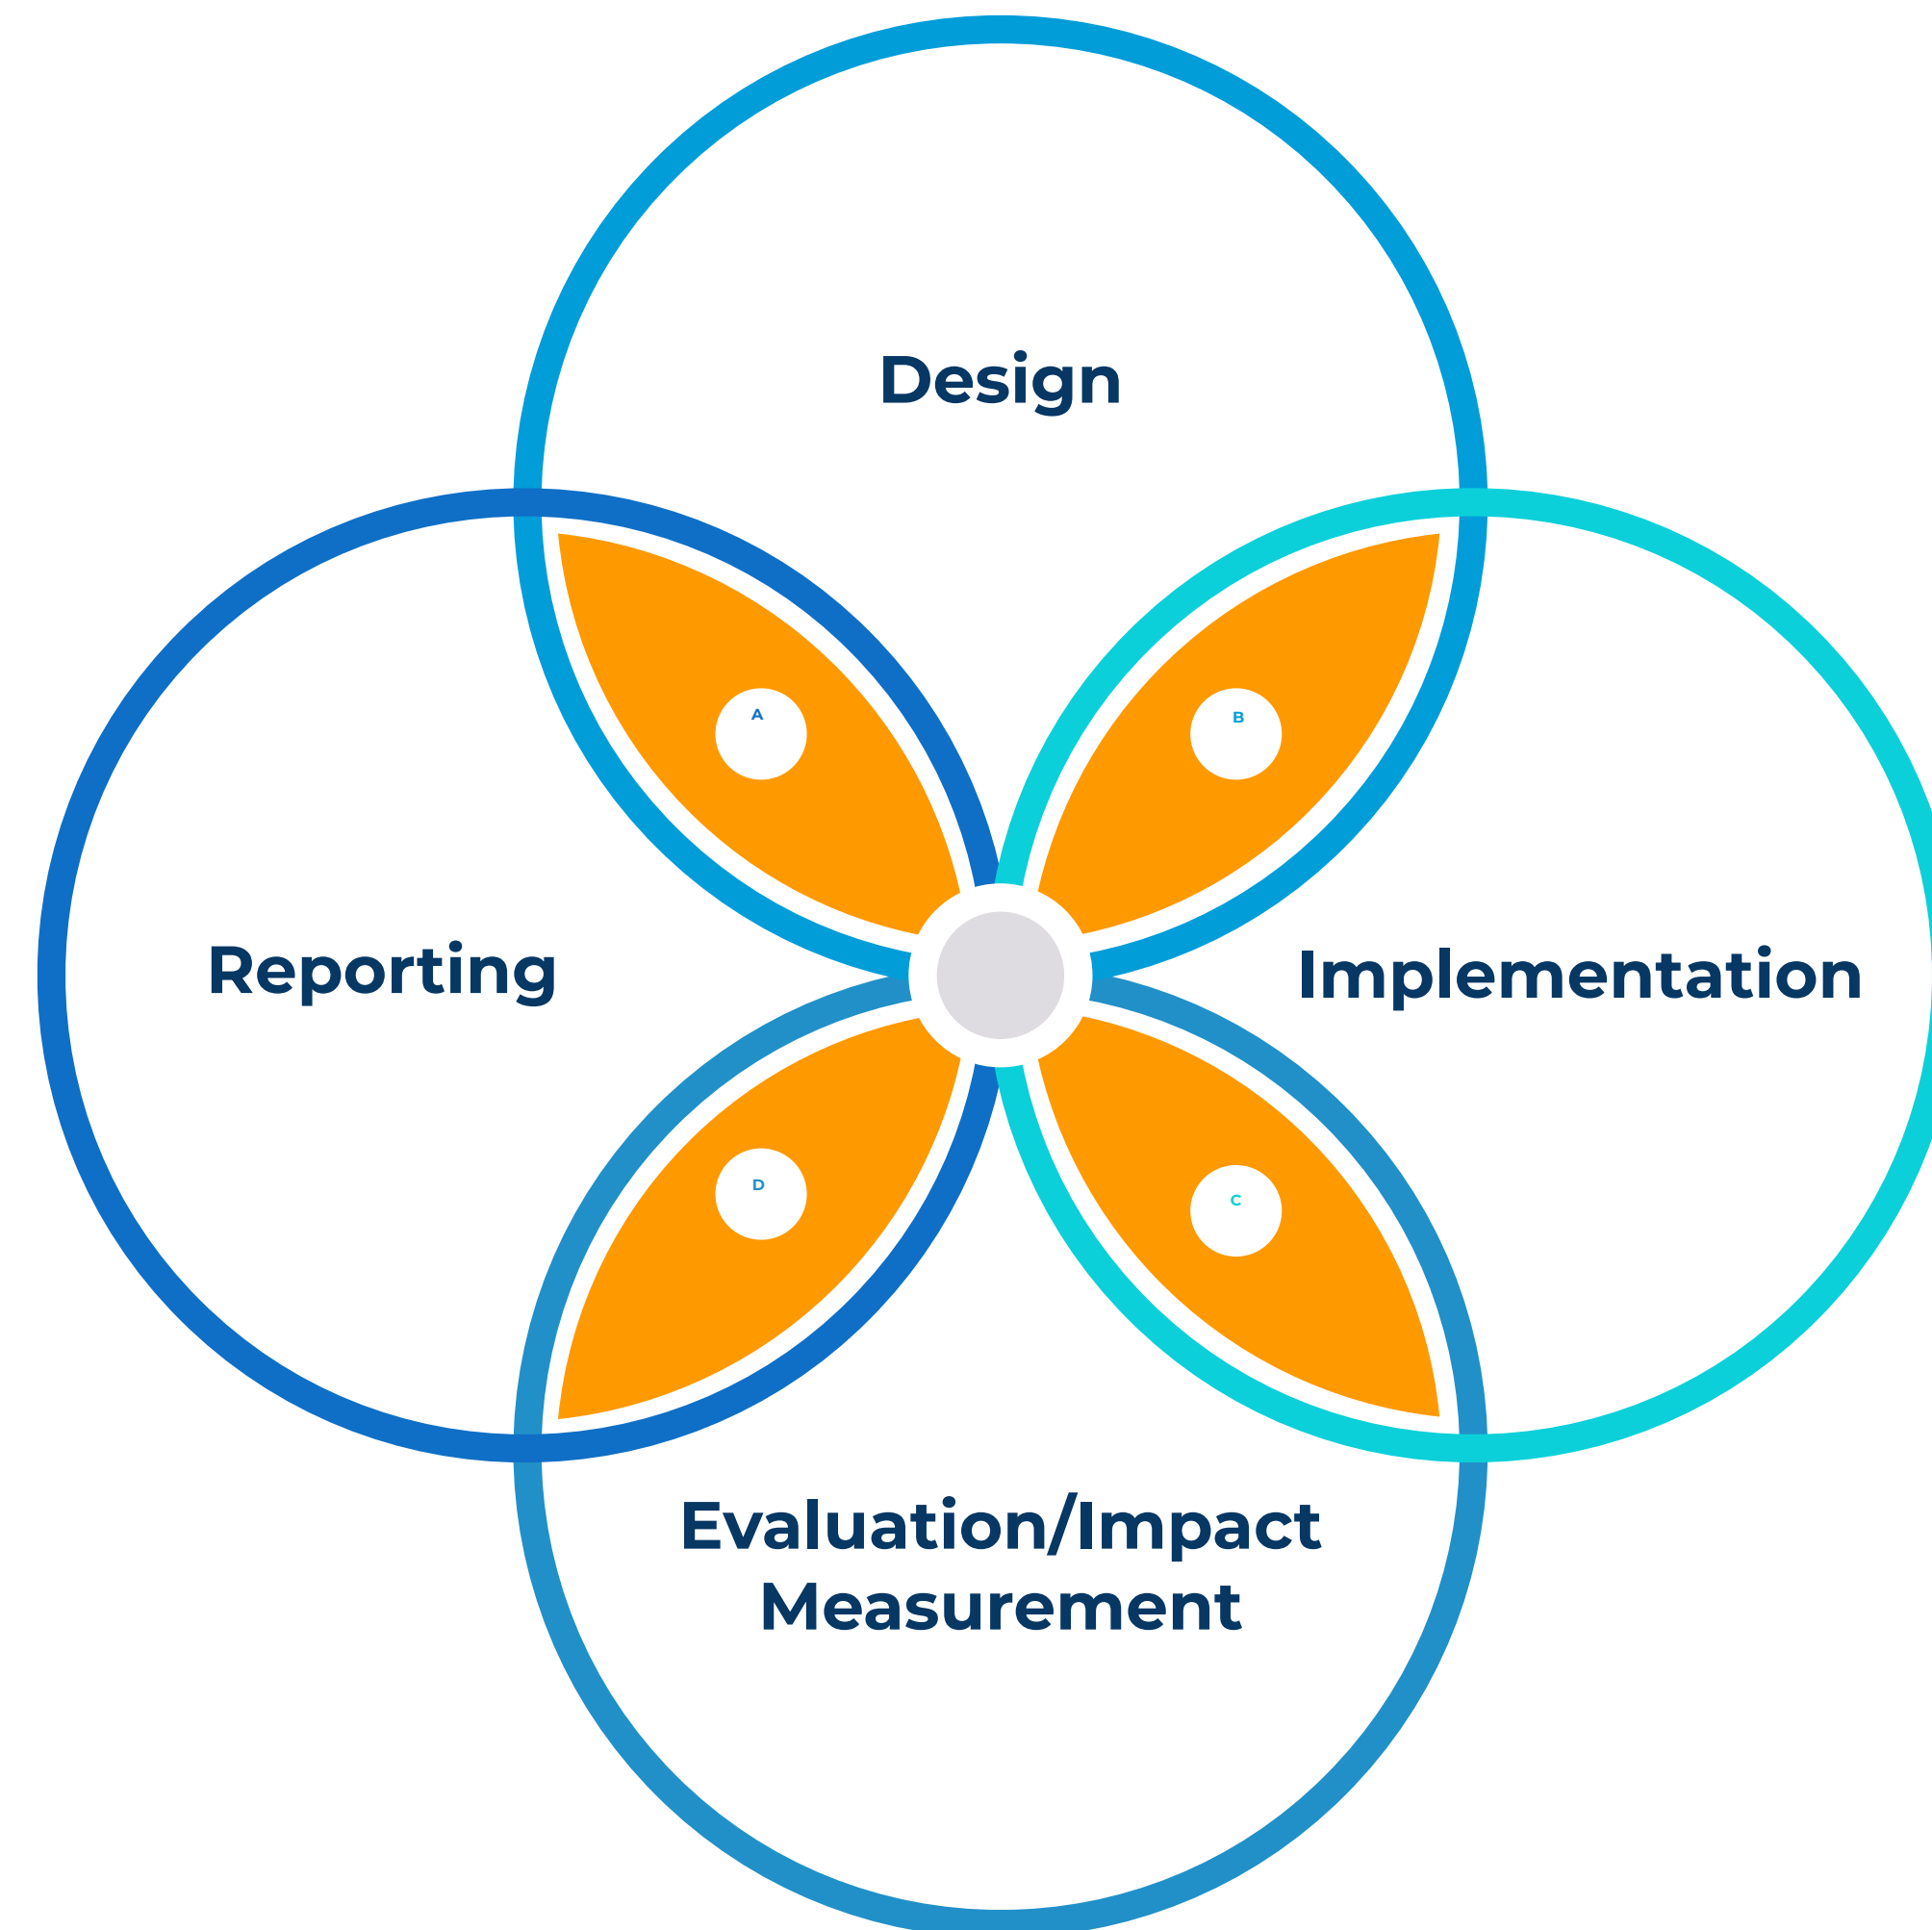 Design
A
B
Reporting
Implementation
D
C
Evaluation/Impact
Measurement